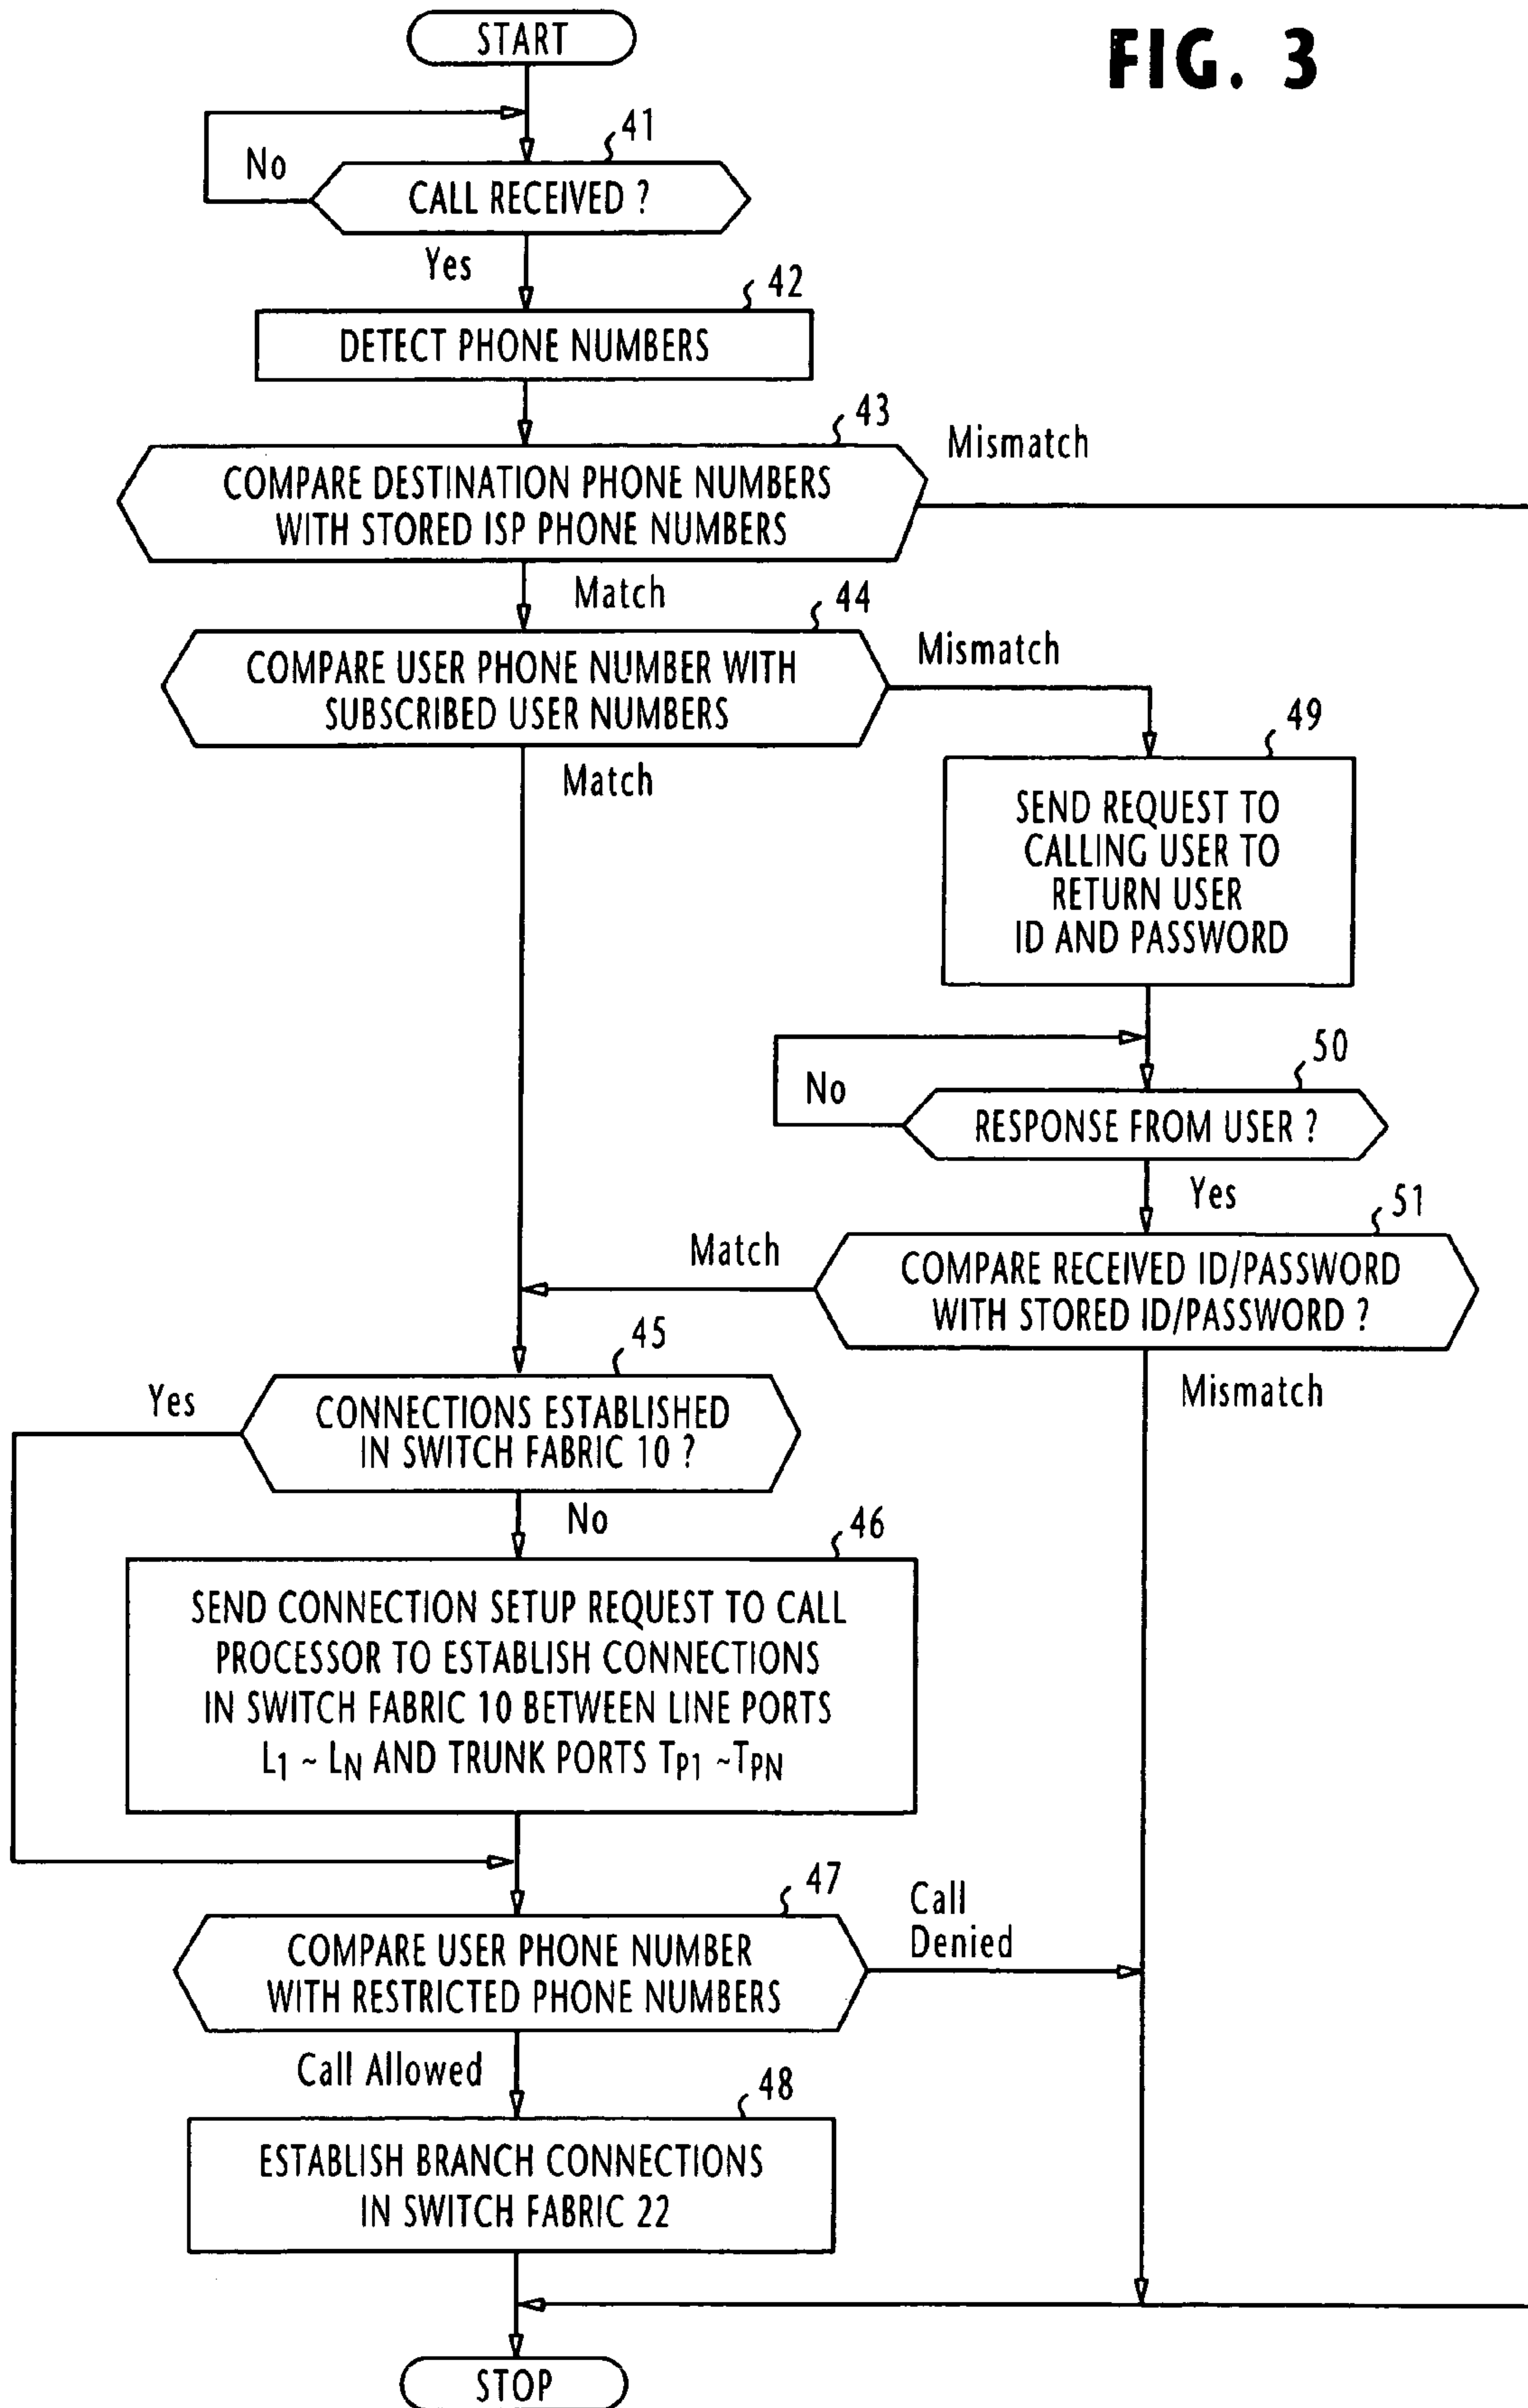 FIG. 3
START
41
No
CALL RECEIVED ?
Yes
42
DETECT PHONE NUMBERS
43
Mismatch
COMPARE DESTINATION PHONE NUMBERS
WITH STORED ISP PHONE NUMBERS
Match
44
Mismatch
COMPARE USER PHONE NUMBER WITH
SUBSCRIBED USER NUMBERS
Match
49
SEND REQUEST TO
CALLING USER TO
RETURN USER
ID AND PASSWORD
50
No
RESPONSE FROM USER ?
Yes
51
Match
COMPARE RECEIVED ID/PASSWORD
WITH STORED ID/PASSWORD ?
Mismatch
45
Yes
CONNECTIONS ESTABLISHED
IN SWITCH FABRIC 10 ?
No
46
SEND CONNECTION SETUP REQUEST TO CALL
PROCESSOR TO ESTABLISH CONNECTIONS
IN SWITCH FABRIC 10 BETWEEN LINE PORTS
L1 ~ LN AND TRUNK PORTS TP1 ~TPN
47
Call
Denied
COMPARE USER PHONE NUMBER
WITH RESTRICTED PHONE NUMBERS
Call Allowed
48
ESTABLISH BRANCH CONNECTIONS
IN SWITCH FABRIC 22
STOP